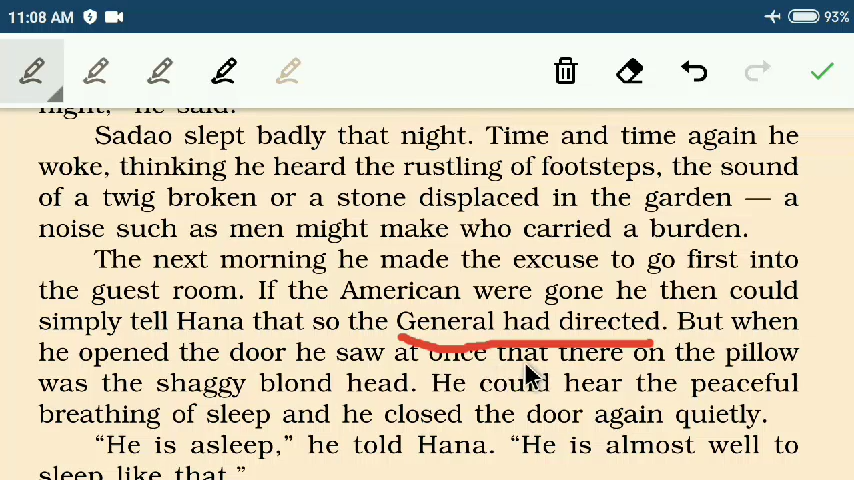 11:08 AM 93%
night," he said.
Sadao slept badly that night. Time and time again he
woke, thinking he heard the rustling of footsteps, the sound
of a twig broken or a stone displaced in the garden — a
noise such as men might make who carried a burden.
The next morning he made the excuse to go first into
the guest room. If the American were gone he then could
simply tell Hana that so the General had directed. But when
he opened the door he saw at once that there on the pillow
was the shaggy blond head. He could hear the peaceful
breathing of sleep and he closed the door again quietly.
“He is asleep,” he told Hana. “He is almost well to
sleep like that.”